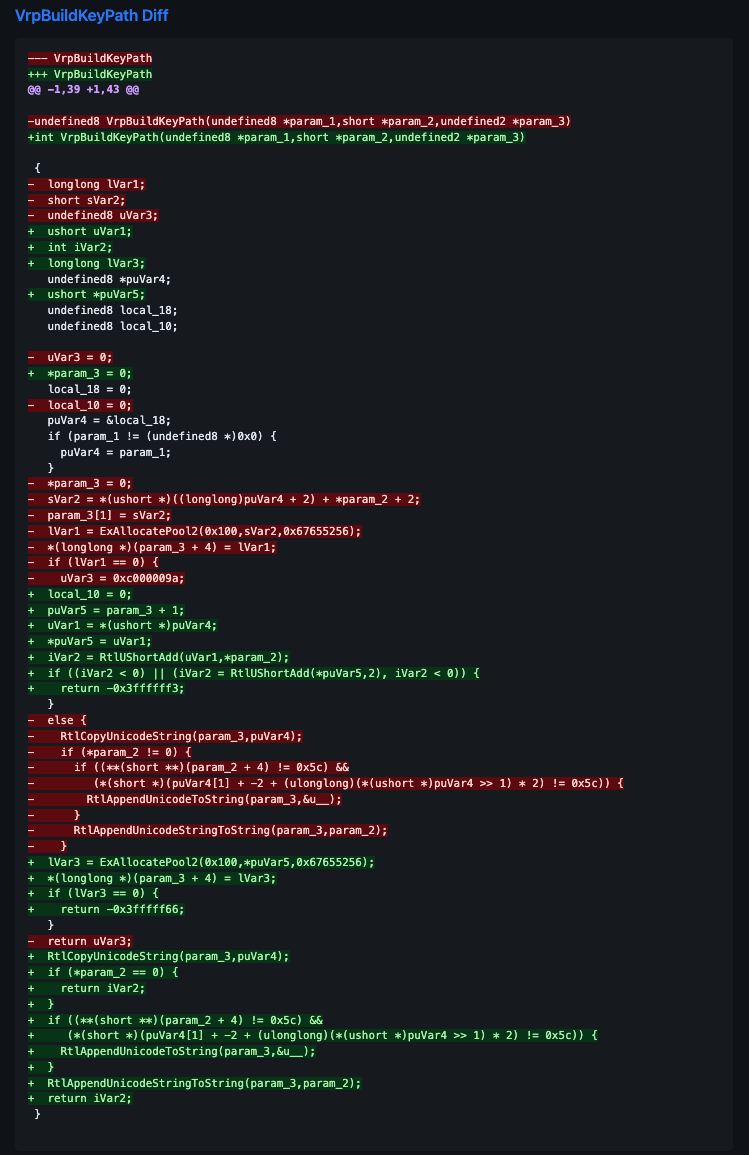 VrpBuildKeyPath Diff
--- VrpBuildKeyPath
+++ VrpBuildKeyPath
@@ -1,39 +1,43 @@
-undefined8 VrpBuildKeyPath(undefined8 *param_1,short *param_2,undefined2 *param_3)
+int VrpBuildKeyPath(undefined8 *param_1,short *param_2,undefined2 *param_3)
 {
-  longlong lVar1;
-  short sVar2;
-  undefined8 uVar3;
+  ushort uVar1;
+  int iVar2;
+  longlong lVar3;
   undefined8 *puVar4;
+  ushort *puVar5;
   undefined8 local_18;
   undefined8 local_10;
-  uVar3 = 0;
+  *param_3 = 0;
   local_18 = 0;
-  local_10 = 0;
   puVar4 = &local_18;
   if (param_1 != (undefined8 *)0x0) {
     puVar4 = param_1;
   }
-  *param_3 = 0;
-  sVar2 = *(ushort *)((longlong)puVar4 + 2) + *param_2 + 2;
-  param_3[1] = sVar2;
-  lVar1 = ExAllocatePool2(0x100,sVar2,0x67655256);
-  *(longlong *)(param_3 + 4) = lVar1;
-  if (lVar1 == 0) {
-    uVar3 = 0xc000009a;
+  local_10 = 0;
+  puVar5 = param_3 + 1;
+  uVar1 = *(ushort *)puVar4;
+  *puVar5 = uVar1;
+  iVar2 = RtlUShortAdd(uVar1,*param_2);
+  if ((iVar2 < 0) || (iVar2 = RtlUShortAdd(*puVar5,2), iVar2 < 0)) {
+    return -0x3ffffff3;
   }
-  else {
-    RtlCopyUnicodeString(param_3,puVar4);
-    if (*param_2 != 0) {
-      if ((**(short **)(param_2 + 4) != 0x5c) &&
-         (*(short *)(puVar4[1] + -2 + (ulonglong)(*(ushort *)puVar4 >> 1) * 2) != 0x5c)) {
-        RtlAppendUnicodeToString(param_3,&u__);
-      }
-      RtlAppendUnicodeStringToString(param_3,param_2);
-    }
+  lVar3 = ExAllocatePool2(0x100,*puVar5,0x67655256);
+  *(longlong *)(param_3 + 4) = lVar3;
+  if (lVar3 == 0) {
+    return -0x3fffff66;
   }
-  return uVar3;
+  RtlCopyUnicodeString(param_3,puVar4);
+  if (*param_2 == 0) {
+    return iVar2;
+  }
+  if ((**(short **)(param_2 + 4) != 0x5c) &&
+     (*(short *)(puVar4[1] + -2 + (ulonglong)(*(ushort *)puVar4 >> 1) * 2) != 0x5c)) {
+    RtlAppendUnicodeToString(param_3,&u__);
+  }
+  RtlAppendUnicodeStringToString(param_3,param_2);
+  return iVar2;
 }